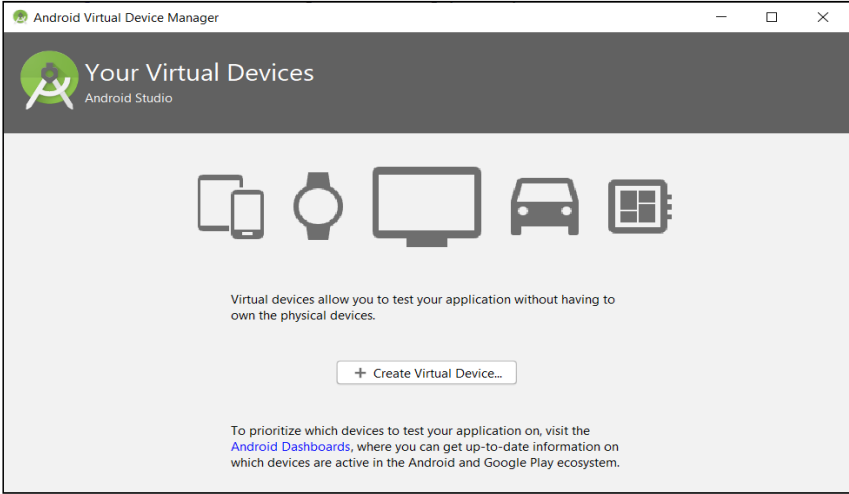 Android Virtual Device Manager
Your Virtual Devices
Android Studio
Virtual devices allow you to test your application without having to
own the physical devices.
+ Create Virtual Device...
To prioritize which devices to test your application on, visit the
Android Dashboards, where you can get up-to-date information on
which devices are active in the Android and Google Play ecosystem.